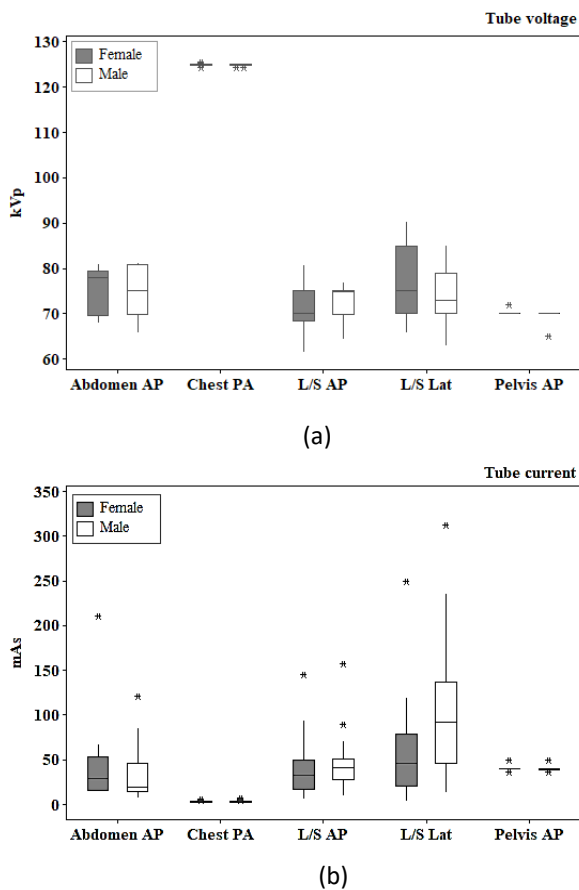 Tube voltage
130
120
110
100
90
80
70
60
kVp
Female
Male
Abdomen AP Chest PA L/S AP L/S Lat Pelvis AP
(a)
Tube current
350
300
250
200
150
100
50
0
mAs
Female
Male
Abdomen AP Chest PA L/S AP L/S Lat Pelvis AP
(b)